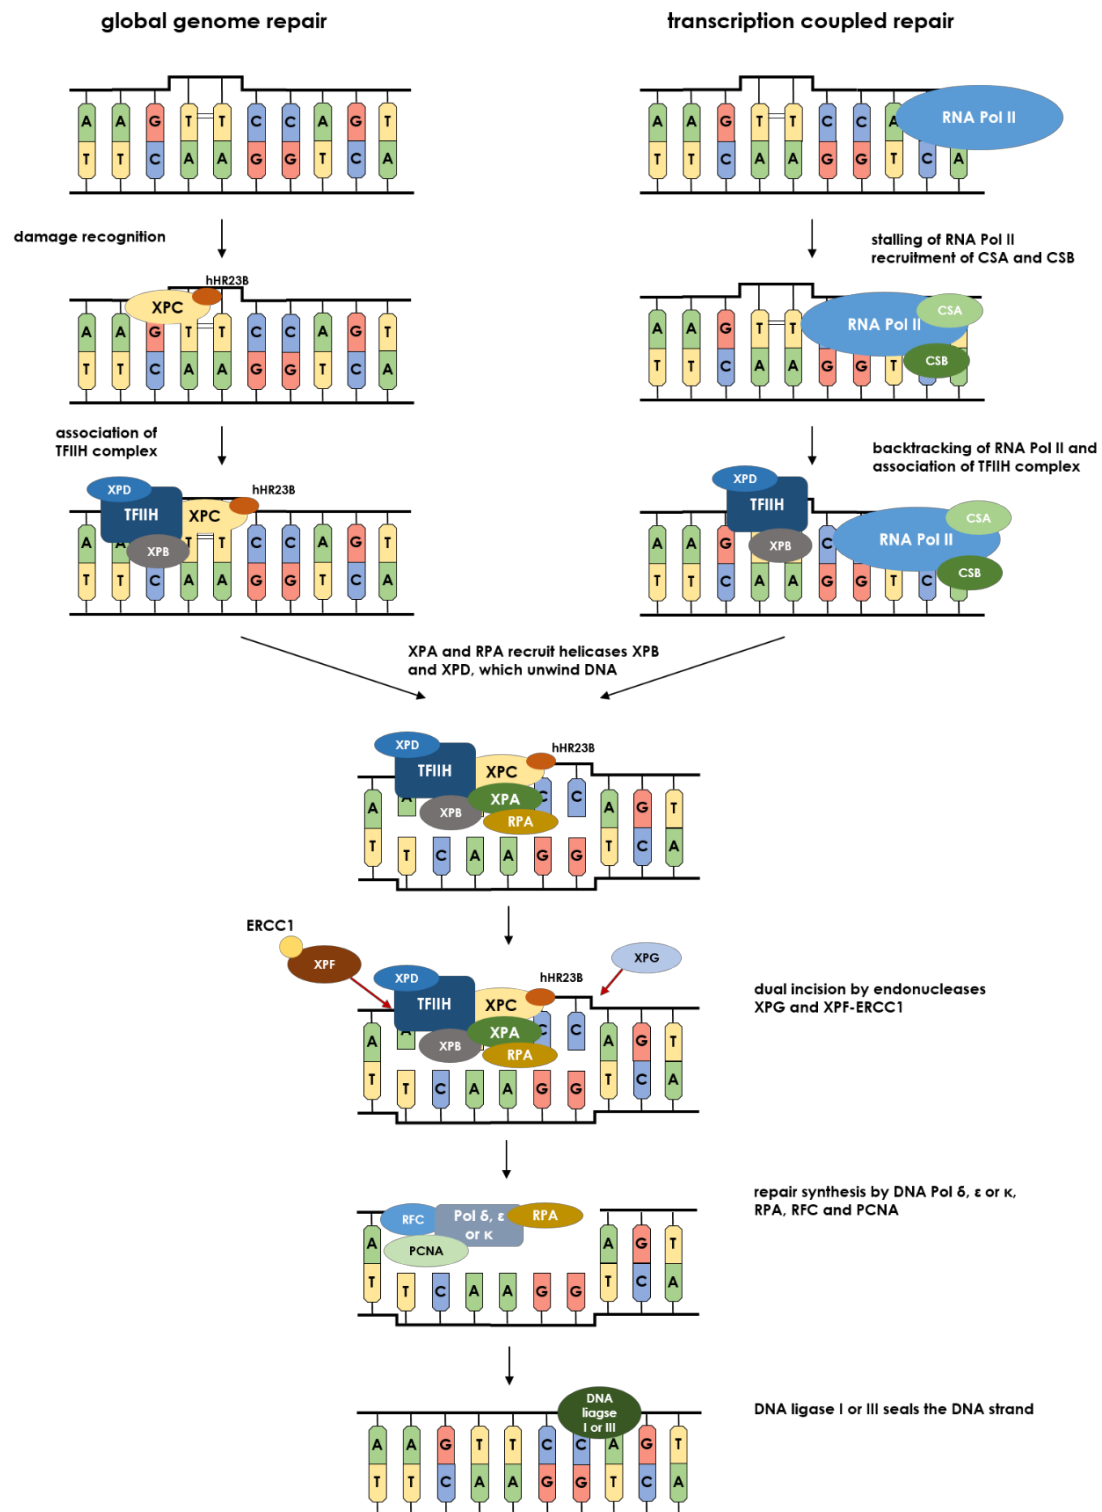 global genome repair
transcription coupled repair
A A G T T C C A G T
T T C A A G G T C A
A A G T T C C A
RNA Pol II
T T C A A G G T C A
damage recognition
stalling of RNA Pol II
recruitment of CSA and CSB
hHR23B
XPC
A A G T T C C A G T
T T C A A G G T C A
CSA
RNA Pol II
A A G T T
CSB
T T C A A G G T
association of
TFIIH complex
backtracking of RNA Pol II and
association of TFIIH complex
XPD
hHR23B
TFIIH
XPC
XPB
A A T T C C A G T
T T C A A G G T C A
XPD
TFIIH
CSA
XPB
RNA Pol II
CSB
A A G C
T T C A A G G T C A
XPA and RPA recruit helicases XPB
and XPD, which unwind DNA
XPD
hHR23B
TFIIH
XPC
XPA
XPB
RPA
A A C C A G T
T T C A A G G T C A
ERCC1
XPF
XPG
XPD
hHR23B
TFIIH
XPC
XPA
XPB
RPA
A C C A G T
T T C A A G G T C A
dual incision by endonucleases
XPG and XPF-ERCC1
repair synthesis by DNA Pol δ, ε or κ,
RPA, RFC and PCNA
RFC
Pol δ, ε
or κ
RPA
PCNA
A A G T
T T C A A G G T C A
DNA
liagse
I or III
DNA ligase I or III seals the DNA strand
A A G T T C C A G T
T T C A A G G T C A